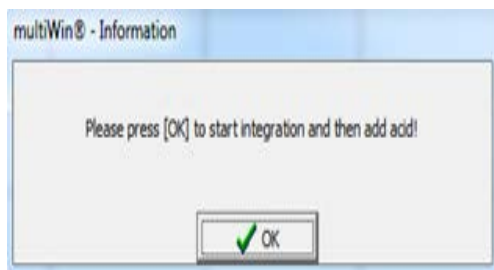 multiWin® - Information
Please press [OK] to start integration and then add acid!
OK